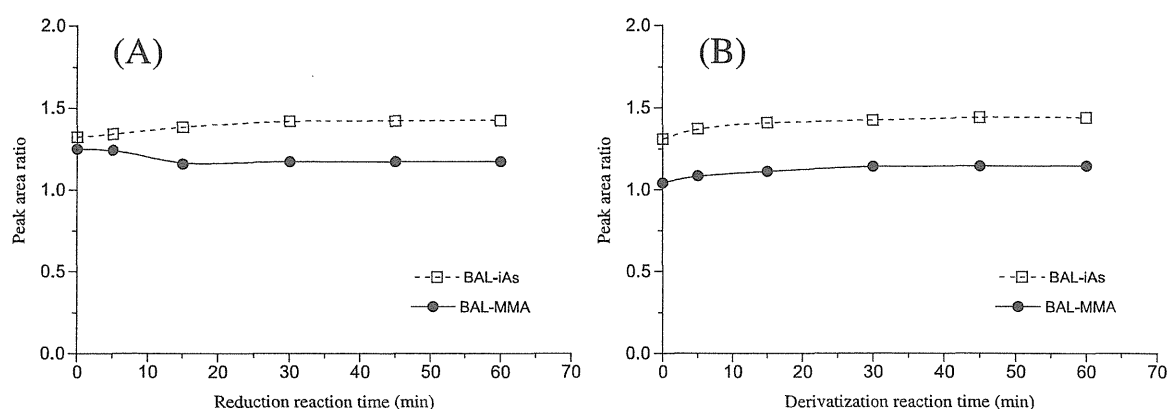 (A)
2.0
1.5
1.0
0.5
0.0
Peak area ratio
0 10 20 30 40 50 60 70
Reduction reaction time (min)
BAL-iAs
BAL-MMA
(B)
2.0
1.5
1.0
0.5
0.0
Peak area ratio
0 10 20 30 40 50 60 70
Derivatization reaction time (min)
BAL-iAs
BAL-MMA